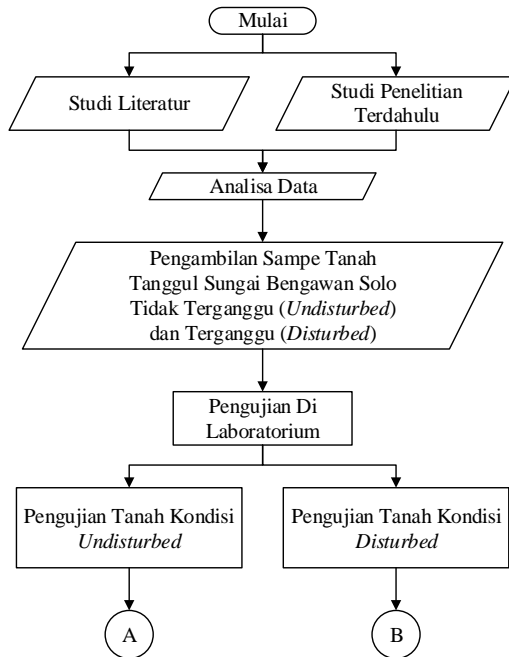 Mulai
Studi Literatur
Studi Penelitian
Terdahulu
Analisa Data
Pengambilan Sampe Tanah
Tanggul Sungai Bengawan Solo
Tidak Terganggu (Undisturbed)
dan Terganggu (Disturbed)
Pengujian Di
Laboratorium
Pengujian Tanah Kondisi
Undisturbed
Pengujian Tanah Kondisi
Disturbed
A
B